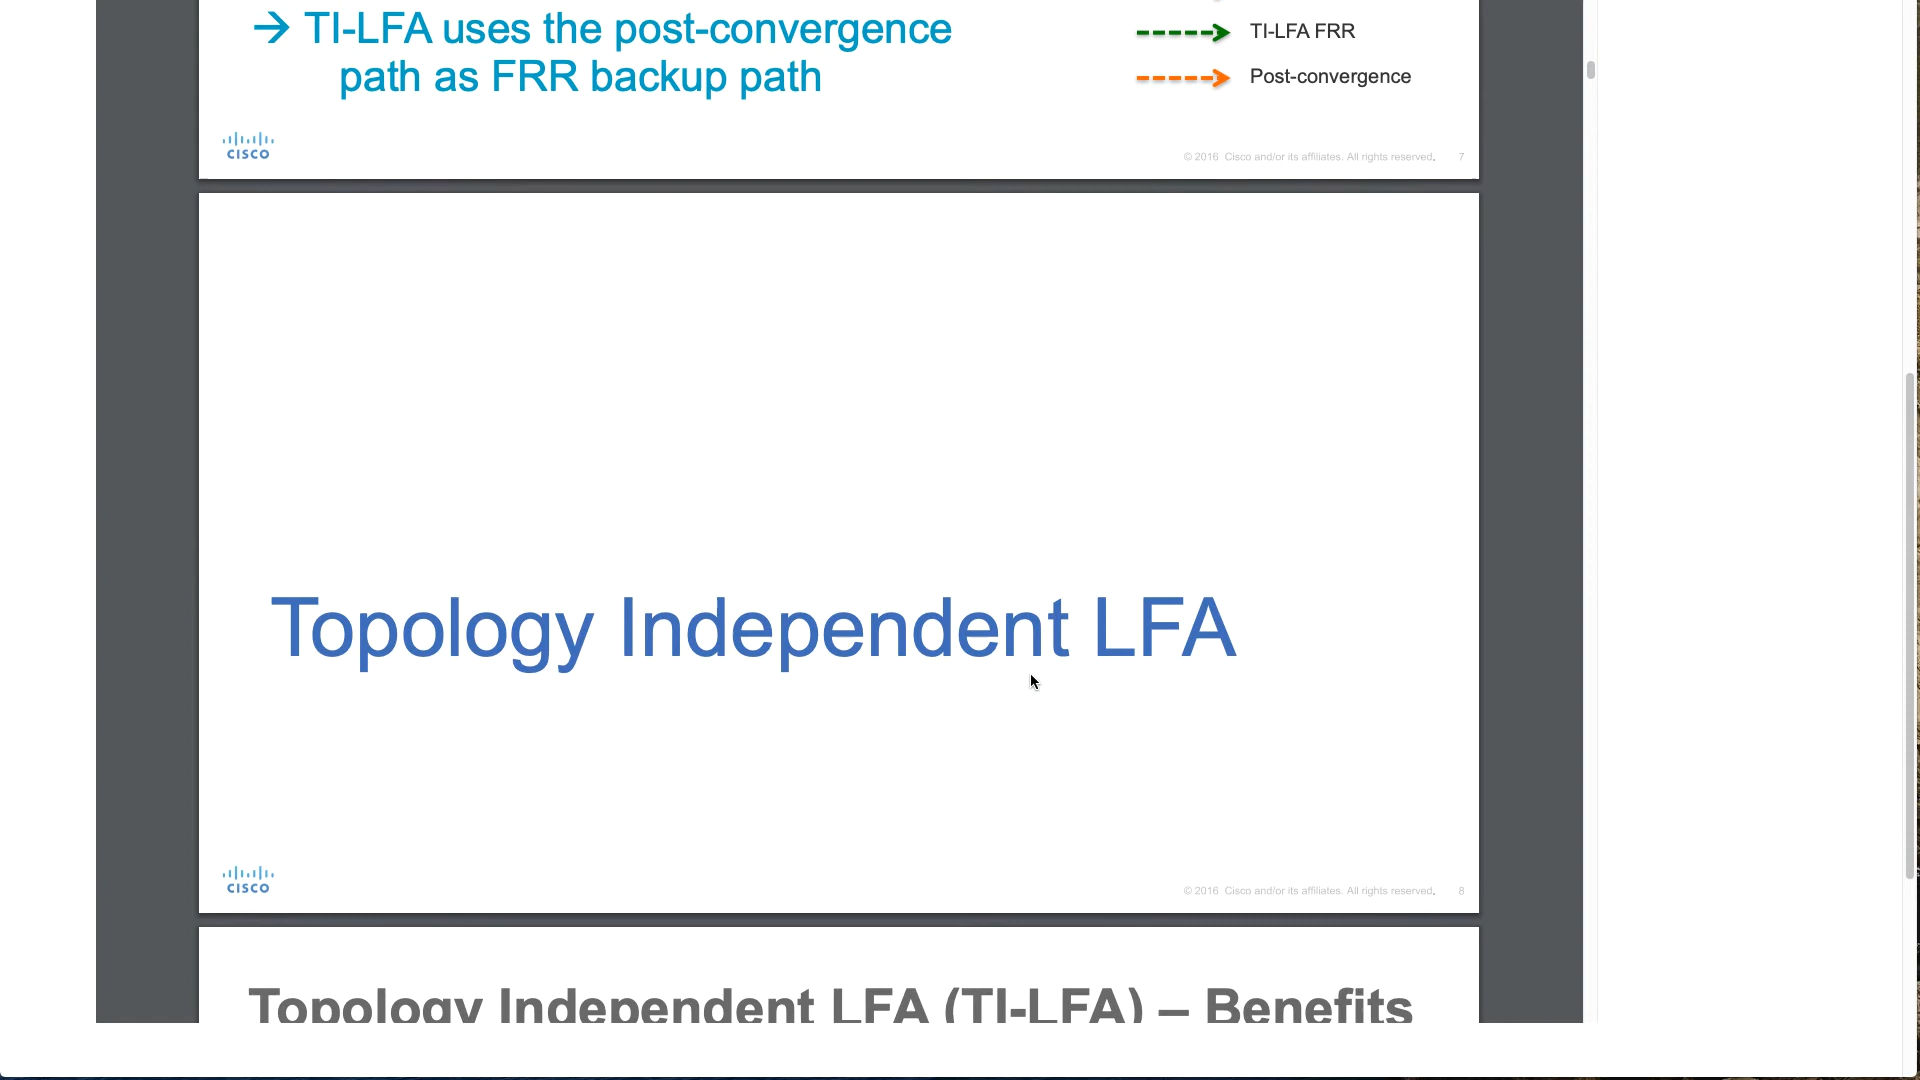 → TI-LFA uses the post-convergence
path as FRR backup path
TI-LFA FRR
Post-convergence
CISCO
© 2016 Cisco and/or its affiliates. All rights reserved. 7
Topology Independent LFA
CISCO
© 2016 Cisco and/or its affiliates. All rights reserved. 8
Topology Independent LFA (TI-LFA) – Benefits